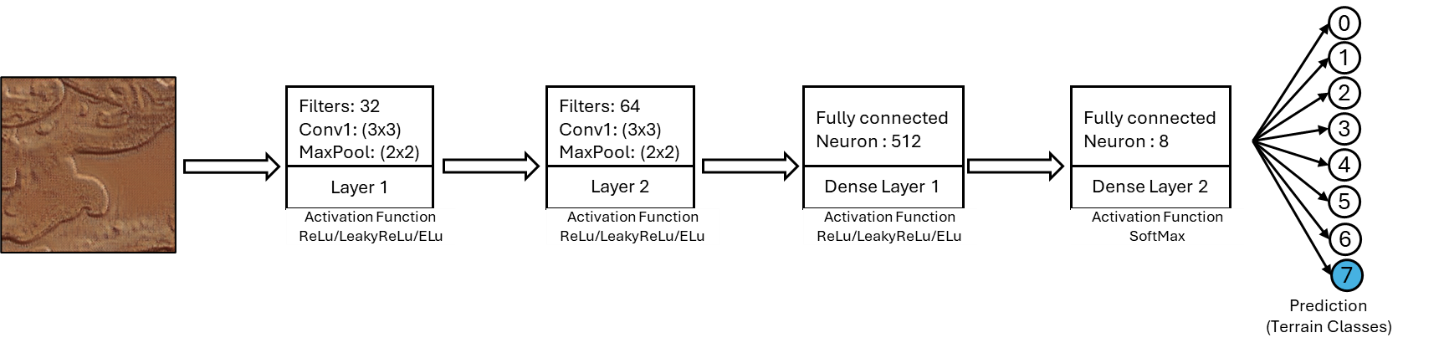 Filters: 32
Conv1: (3x3)
MaxPool: (2x2)
Layer 1
Activation Function
ReLu/LeakyReLu/ELu
Filters: 64
Conv1: (3x3)
MaxPool: (2x2)
Layer 2
Activation Function
ReLu/LeakyReLu/ELu
Fully connected
Neuron : 512
Dense Layer 1
Activation Function
ReLu/LeakyReLu/ELu
Fully connected
Neuron : 8
Dense Layer 2
Activation Function
SoftMax
0
1
2
3
4
5
6
7
Prediction
(Terrain Classes)